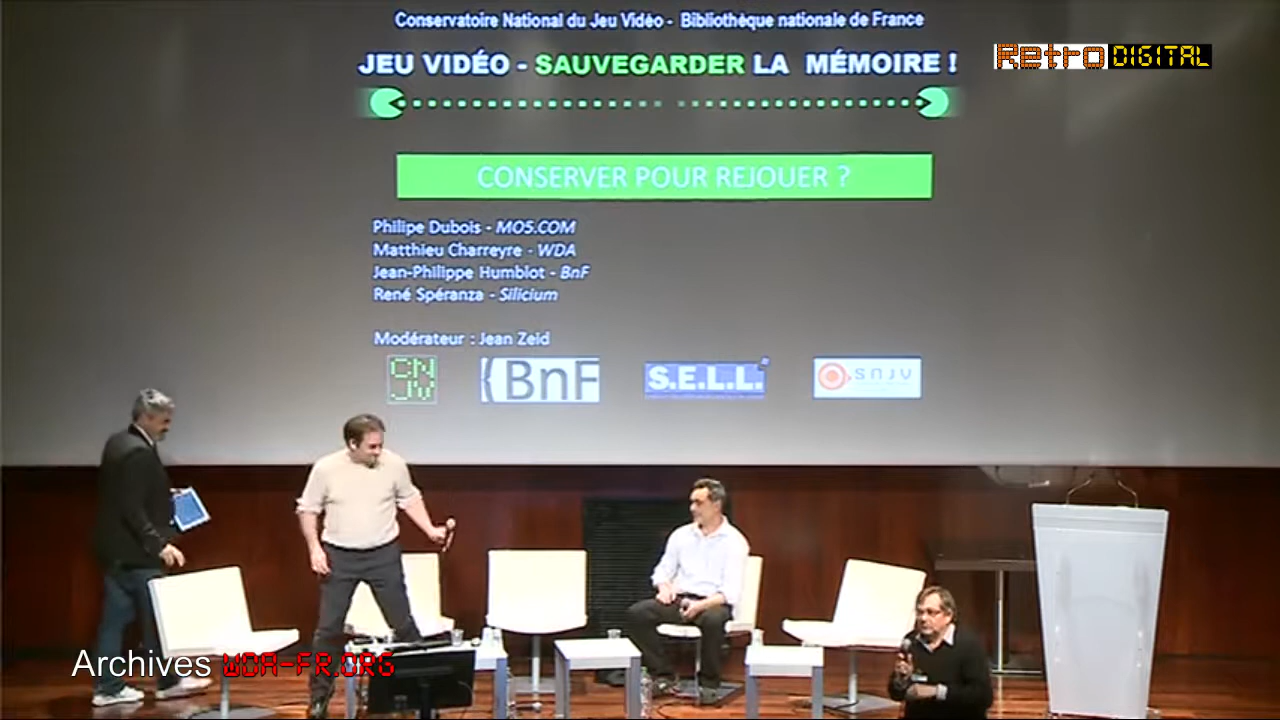 Conservatoire National du Jeu Vidéo - Bibliothèque nationale de France
JEU VIDÉO - SAUVEGARDER LA MÉMOIRE !
Retro DIGITAL
CONSERVER POUR REJOUER ?
Philipe Dubois - MO5.COM
Matthieu Charreyre - WDA
Jean-Philippe Humblot - BnF
René Spéranza - Silicium
Modérateur : Jean Zeid
CN
JV
BnF
S.E.L.L.
snjv
Archives WDA-FR.ORG